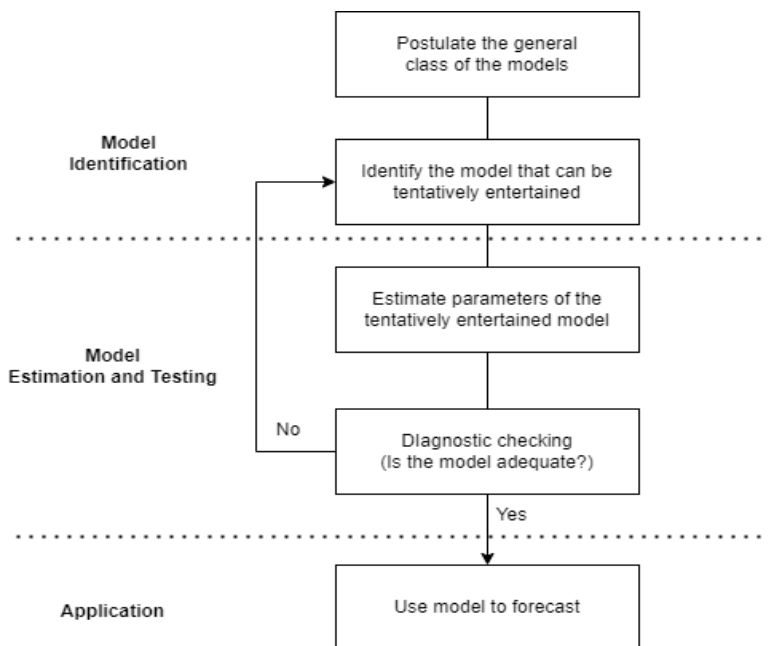 Postulate the general
class of the models
Model
Identification
Identify the model that can be
tentatively entertained
Estimate parameters of the
tentatively entertained model
Model
Estimation and Testing
No
DIagnostic checking
(Is the model adequate?)
Yes
Application
Use model to forecast